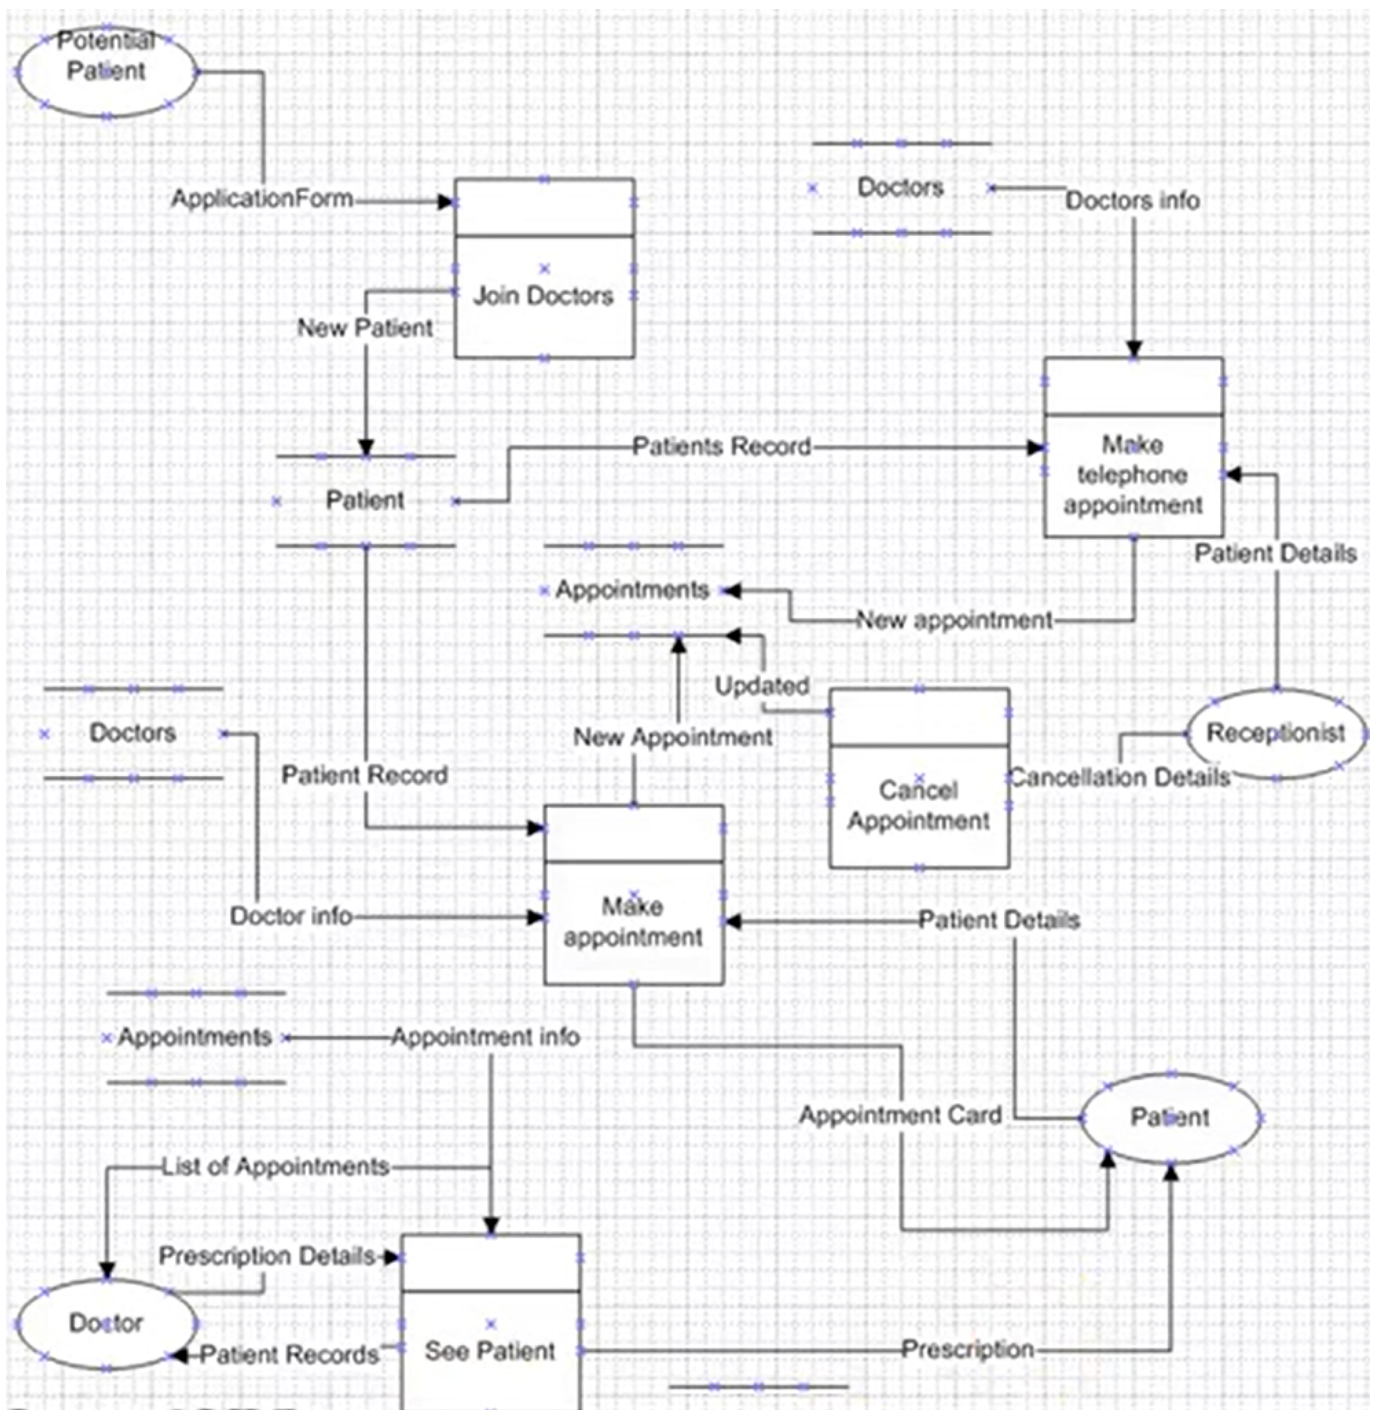 Potential
Patient
ApplicationForm
Doctors
Doctors info
Join Doctors
New Patient
Patients Record
Make
telephone
appointment
Patient
Patient Details
Appointments
New appointment
Updated
Doctors
Receptionist
New Appointment
Patient Record
Cancellation Details
Cancel
Appointment
Doctor info
Make
appointment
Patient Details
Appointments
Appointment info
Appointment Card
Patient
List of Appointments
Prescription Details
Doctor
Patient Records
See Patient
Prescription